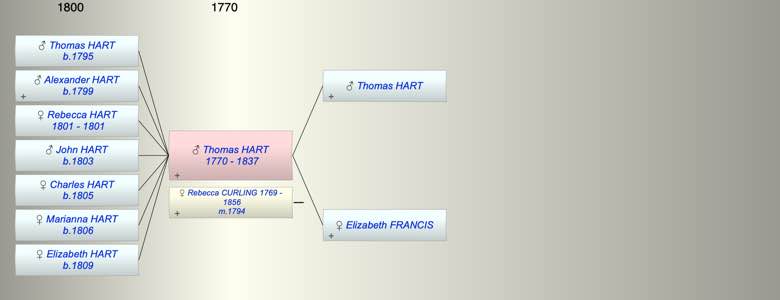 1800
1770
♂ Thomas HART
b.1795
♂ Alexander HART
b.1799
+
♀ Rebecca HART
1801 - 1801
♂ John HART
b.1803
♀ Charles HART
b.1805
♀ Marianna HART
b.1806
♀ Elizabeth HART
b.1809
♂ Thomas HART
1770 - 1837
+
♀ Rebecca CURLING 1769 -
1856
m.1794
+
♂ Thomas HART
+
♀ Elizabeth FRANCIS
+